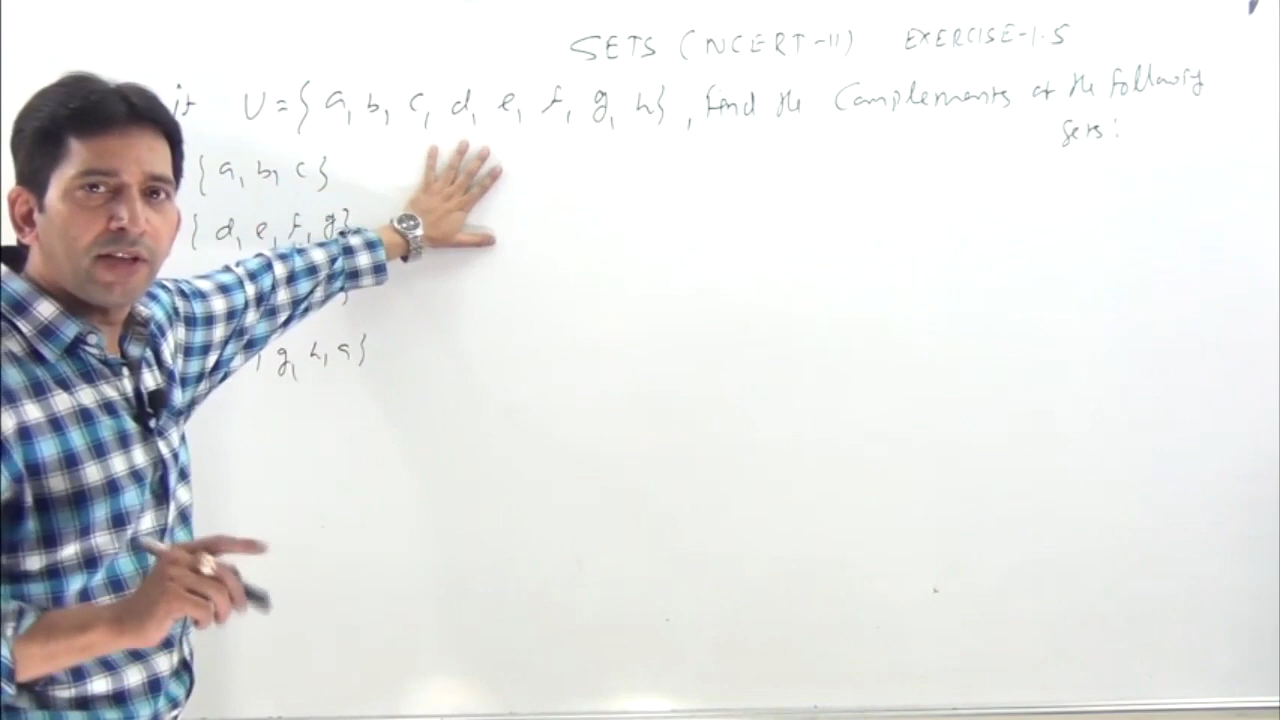 SETS (NCERT-11) EXERCISE-1.5
if U={ a, b, c, d, e, f, g, h}, find the Complements of the following
sets:
{ a, b, c }
{ d, e, f, g }
}
, g, h, a }